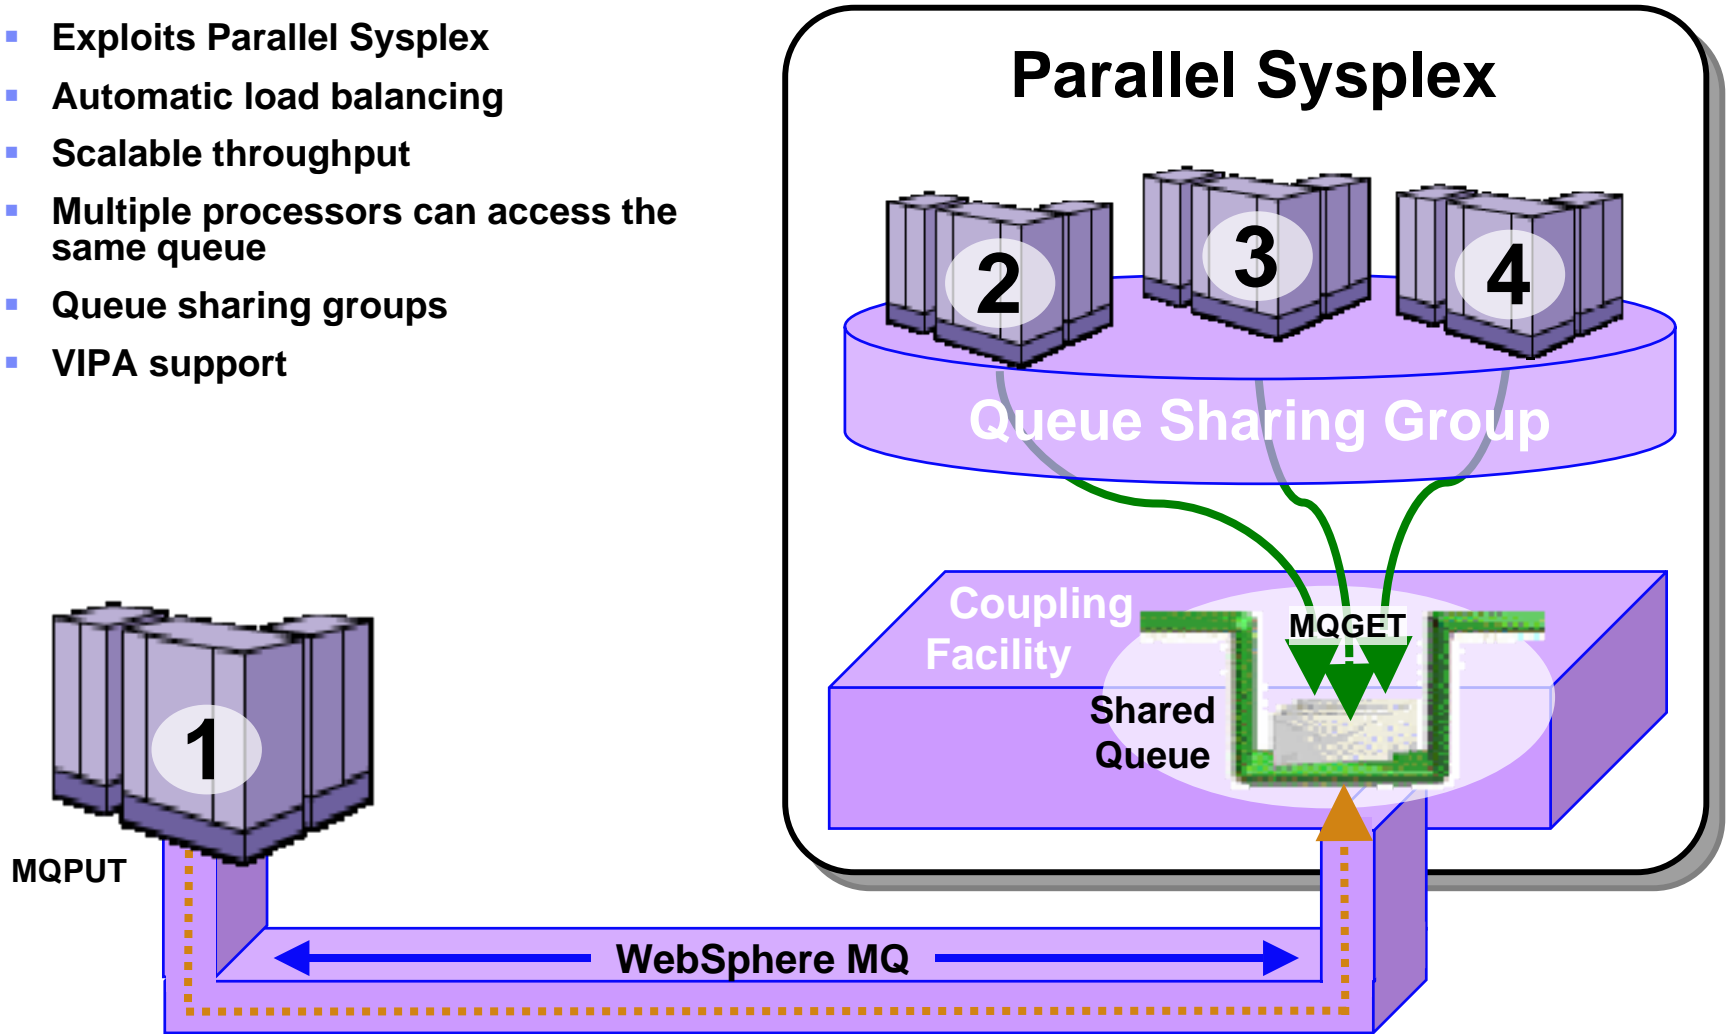 Exploits Parallel Sysplex
Automatic load balancing
Scalable throughput
Multiple processors can access the
same queue
Queue sharing groups
VIPA support
Parallel Sysplex
2
3
4
Queue Sharing Group
Coupling
Facility
MQGET
Shared
Queue
1
MQPUT
WebSphere MQ